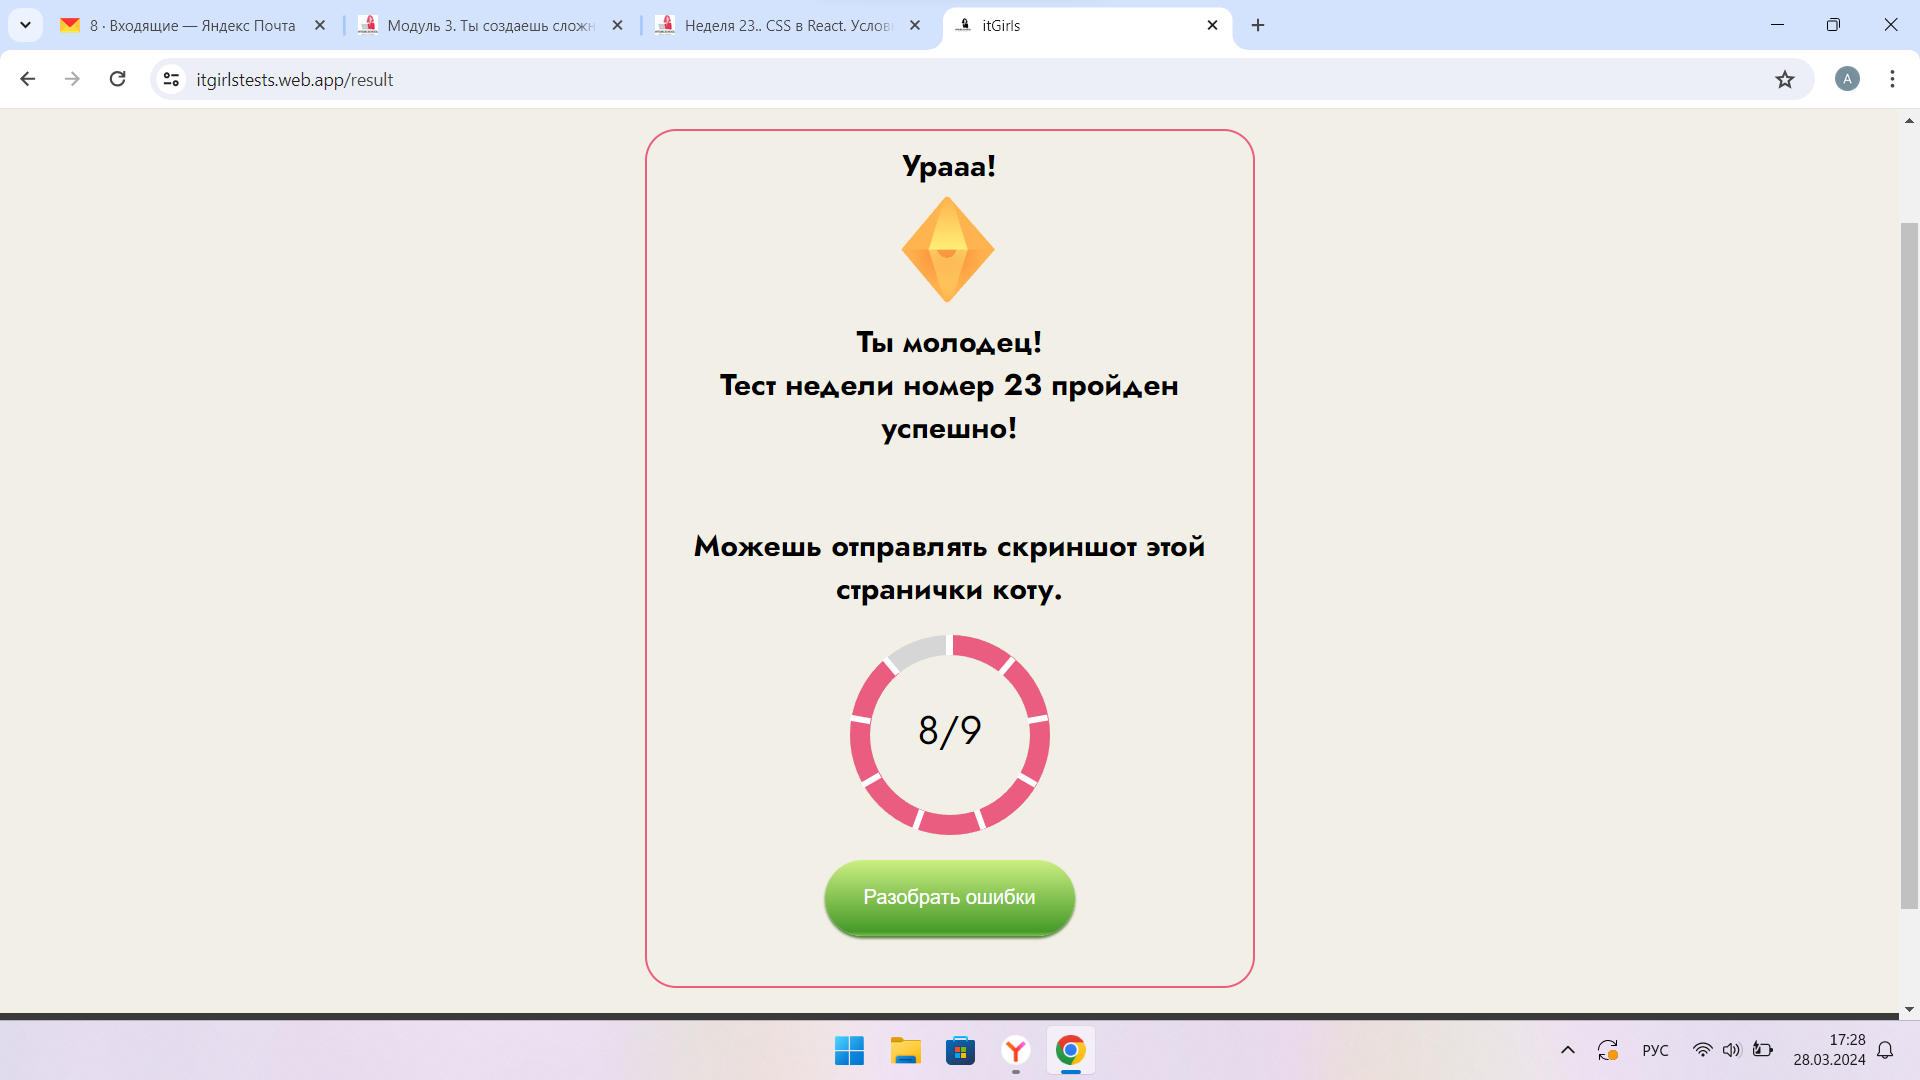 8 · Входящие — Яндекс Почта
Модуль 3. Ты создаешь сложн
Неделя 23.. CSS в React. Услов
itGirls
itgirlstests.web.app/result
A
Урааа!
Ты молодец!
Тест недели номер 23 пройден
успешно!
Можешь отправлять скриншот этой
странички коту.
8/9
Разобрать ошибки
РУС
17:28
28.03.2024